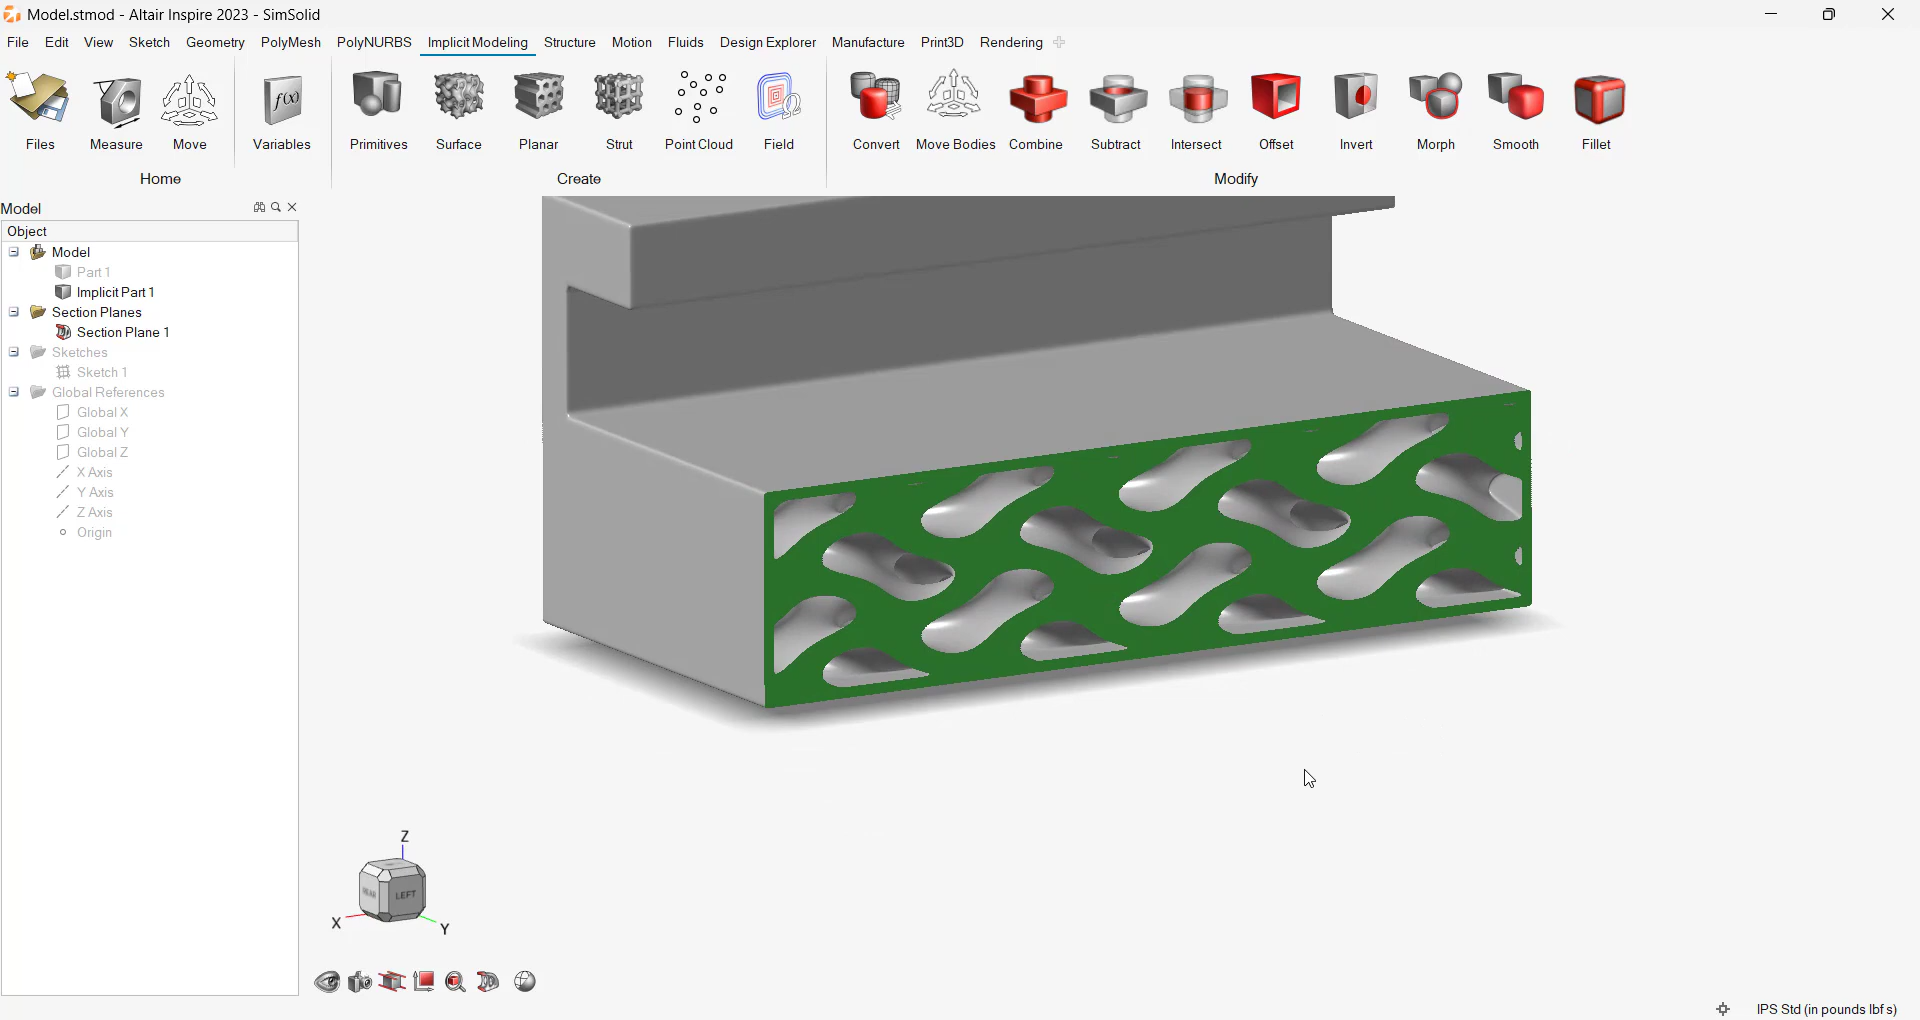 Model.stmod - Altair Inspire 2023 - SimSolid
File Edit View Sketch Geometry PolyMesh PolyNURBS Implicit Modeling Structure Motion Fluids Design Explorer Manufacture Print3D Rendering
f(x)
Files Measure Move Variables Primitives Surface Planar Strut Point Cloud Field Convert Move Bodies Combine Subtract Intersect Offset Invert Morph Smooth Fillet
Home Create Modify
Model
Object
Model
Part 1
Implicit Part 1
Section Planes
Section Plane 1
Sketches
Sketch 1
Global References
Global X
Global Y
Global Z
X Axis
Y Axis
Z Axis
Origin
Z
REAR LEFT
X Y
IPS Std (in pounds lbf s)